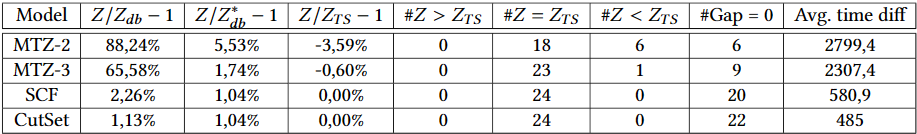 Model Z/Z_db − 1 Z/Z*_db − 1 Z/Z_TS − 1 #Z > Z_TS #Z = Z_TS #Z < Z_TS #Gap = 0 Avg. time diff
MTZ-2 88,24% 5,53% -3,59% 0 18 6 6 2799,4
MTZ-3 65,58% 1,74% -0,60% 0 23 1 9 2307,4
SCF 2,26% 1,04% 0,00% 0 24 0 20 580,9
CutSet 1,13% 1,04% 0,00% 0 24 0 22 485